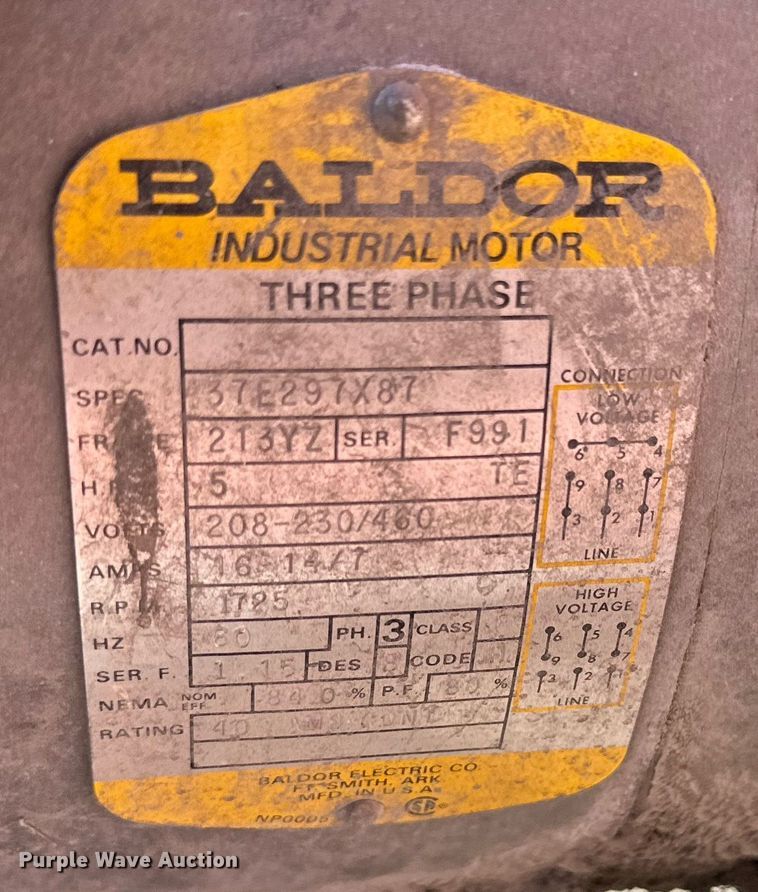 BALDOR
INDUSTRIAL MOTOR
THREE PHASE
CAT.NO.
SPEC. 37E297X87
FRAME 213YZ SER. F991
H.P. 5 TE
VOLTS 208-230/460
AMPS 16-14/7
R.P.M. 1725
HZ 60 PH. 3 CLASS
SER. F. 1.15 DES CODE
NEMA NOM EFF. 84.0 % P.F. 80 %
RATING 40 AMB CONT
CONNECTION
LOW
VOLTAGE
6 5 4
9 8 7
3 2 1
LINE
HIGH
VOLTAGE
6 5 4
9 8 7
3 2 1
LINE
BALDOR ELECTRIC CO.
FT. SMITH, ARK
MFD. IN U.S.A.
NP0005
Purple Wave Auction